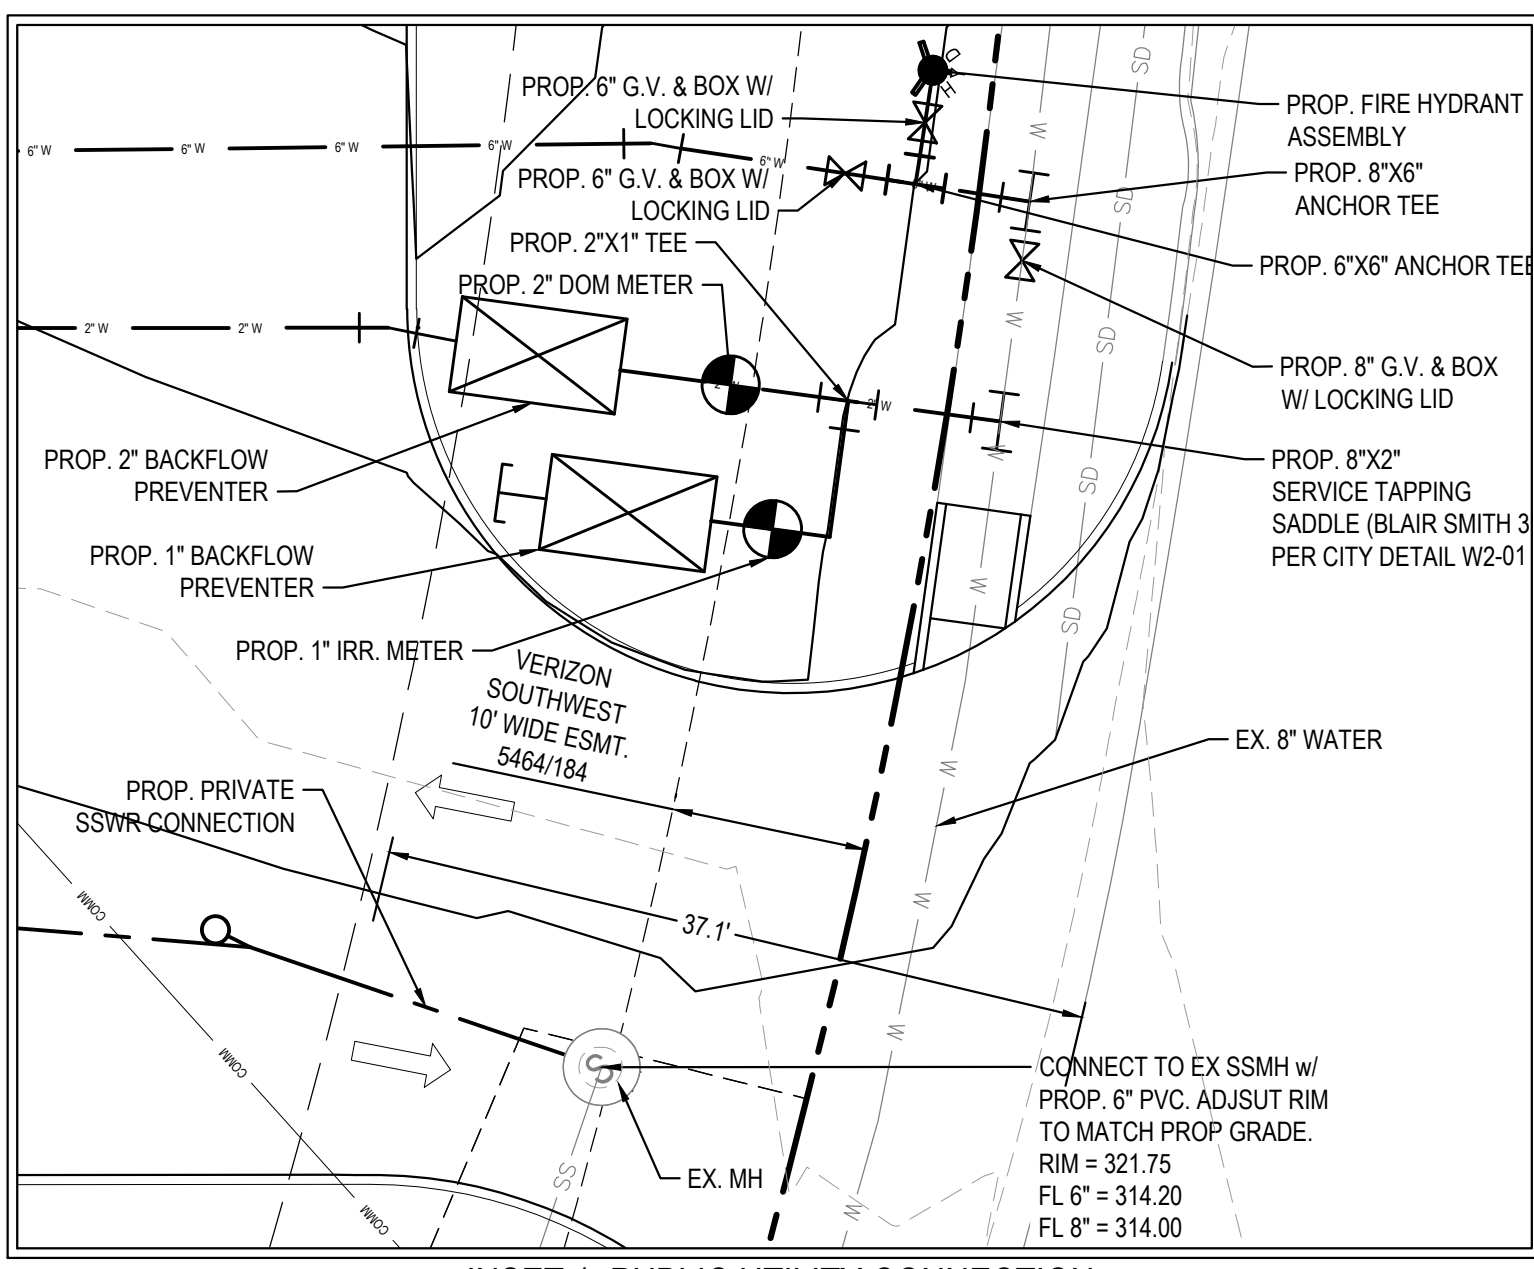 PROP. 6" G.V. & BOX W/
LOCKING LID
D
A
H
SD
PROP. FIRE HYDRANT
ASSEMBLY
6" W
6" W
6" W
6" W
6" W
W
PROP. 6" G.V. & BOX W/
LOCKING LID
PROP. 8"X6"
ANCHOR TEE
SD
PROP. 2"X1" TEE
PROP. 6"X6" ANCHOR TEE
PROP. 2" DOM METER
2" W
2" W
2" W
2" W
W
SD
PROP. 8" G.V. & BOX
W/ LOCKING LID
PROP. 2" BACKFLOW
PREVENTER
W
SD
PROP. 8"X2"
SERVICE TAPPING
SADDLE (BLAIR SMITH 3
PER CITY DETAIL W2-01
PROP. 1" BACKFLOW
PREVENTER
W
SD
PROP. 1" IRR. METER
VERIZON
SOUTHWEST
10' WIDE ESMT.
5464/184
EX. 8" WATER
W
PROP. PRIVATE
SSWR CONNECTION
COMM
W
37.1'
COMM
W
S
CONNECT TO EX SSMH w/
PROP. 6" PVC. ADJSUT RIM
TO MATCH PROP GRADE.
RIM = 321.75
FL 6" = 314.20
FL 8" = 314.00
EX. MH
SS
COMM
W